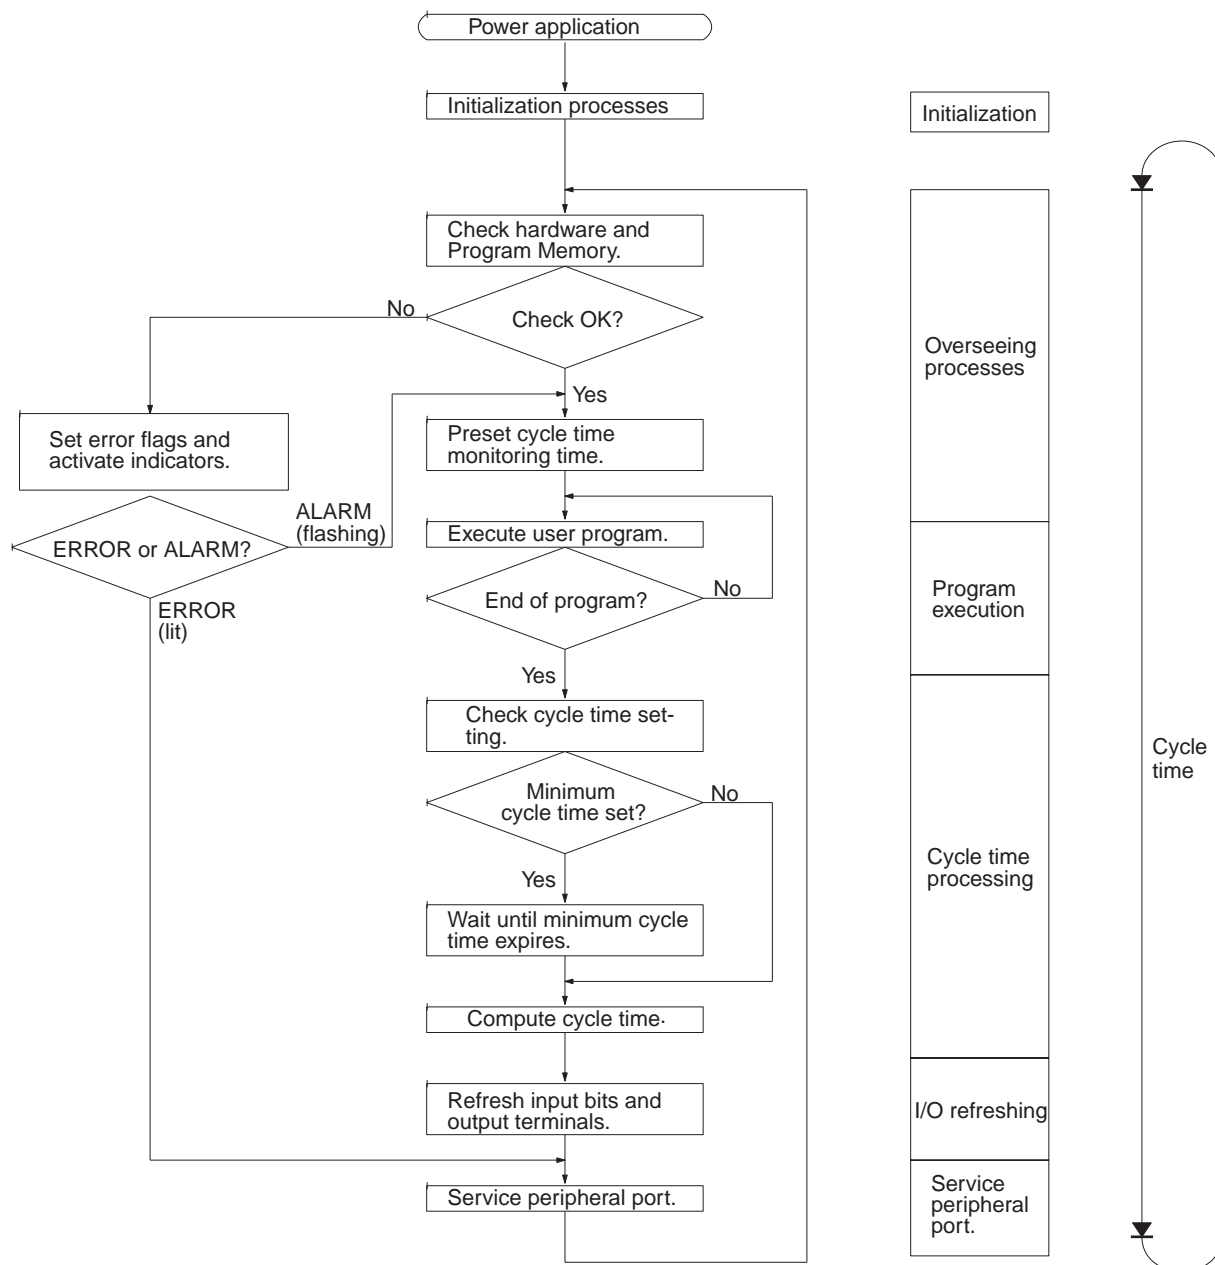 Power application
Initialization processes
Initialization
Check hardware and
Program Memory.
No
Check OK?
Overseeing
processes
Yes
Set error flags and
activate indicators.
Preset cycle time
monitoring time.
ALARM
(flashing)
ERROR or ALARM?
Execute user program.
No
End of program?
Program
execution
ERROR
(lit)
Yes
Check cycle time set-
ting.
Cycle
time
Minimum
cycle time set?
No
Cycle time
processing
Yes
Wait until minimum cycle
time expires.
Compute cycle time.
Refresh input bits and
output terminals.
I/O refreshing
Service peripheral port.
Service
peripheral
port.